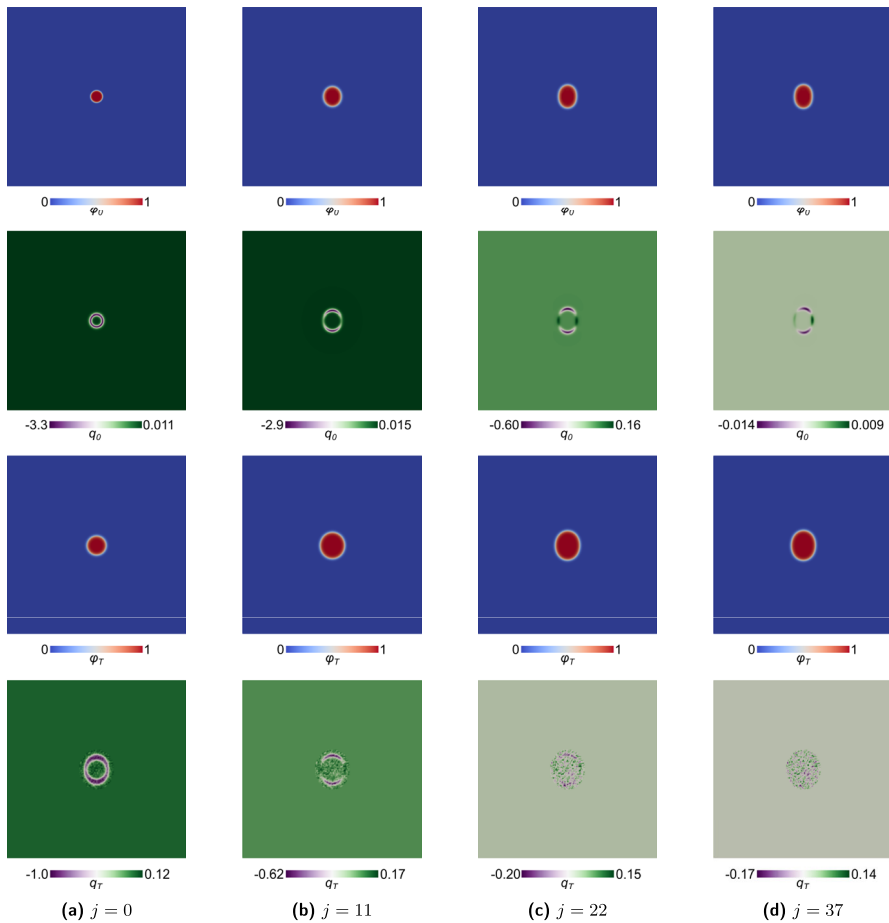 0 1 0 1 0 1 0 1
φ_U φ_U φ_U φ_U
-3.3 0.011 -2.9 0.015 -0.60 0.16 -0.014 0.009
q_0 q_0 q_0 q_0
0 1 0 1 0 1 0 1
φ_T φ_T φ_T φ_T
-1.0 0.12 -0.62 0.17 -0.20 0.15 -0.17 0.14
q_T q_T q_T q_T
(a) j = 0 (b) j = 11 (c) j = 22 (d) j = 37